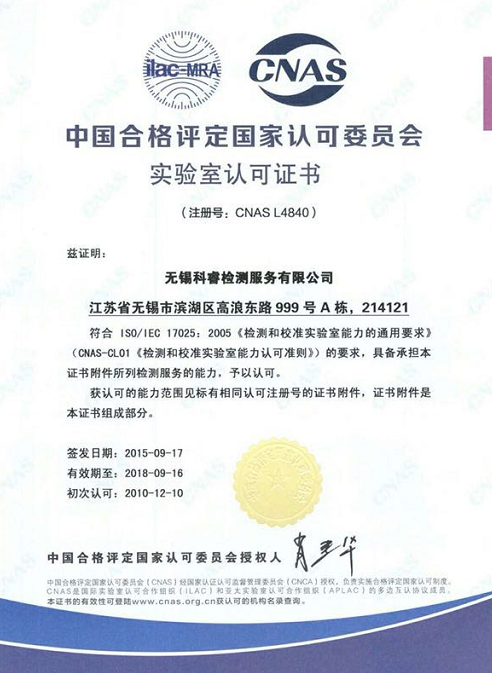 ilac-MRA
CNAS
中国合格评定国家认可委员会
实验室认可证书
（注册号：CNAS L4840）
兹证明：
无锡科睿检测服务有限公司
江苏省无锡市滨湖区高浪东路 999 号 A 栋，214121
符合 ISO/IEC 17025：2005《检测和校准实验室能力的通用要求》
（CNAS-CL01《检测和校准实验室能力认可准则》）的要求，具备承担本
证书附件所列检测服务的能力，予以认可。
获认可的能力范围见标有相同认可注册号的证书附件，证书附件是
本证书组成部分。
签发日期：2015-09-17
有效期至：2018-09-16
初次认可：2010-12-10
中国合格评定国家认可委员会授权人
中国合格评定国家认可委员会（CNAS）经国家认证认可监督管理委员会（CNCA）授权，负责实施合格评定国家认可制度。
CNAS是国际实验室认可合作组织（ILAC）和亚太实验室认可合作组织（APLAC）的多边互认协议成员。
本证书的有效性可登陆www.cnas.org.cn获认可的机构名录查询。